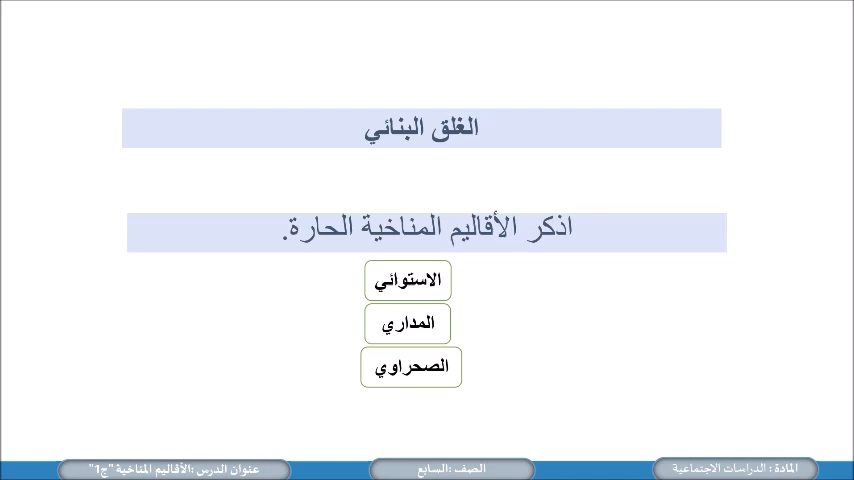 الغلق البنائي
اذكر الأقاليم المناخية الحارة.
الاستوائي
المداري
الصحراوي
المادة : الدراسات الاجتماعية
الصف :السابع
عنوان الدرس :الأقاليم المناخية "ج1"